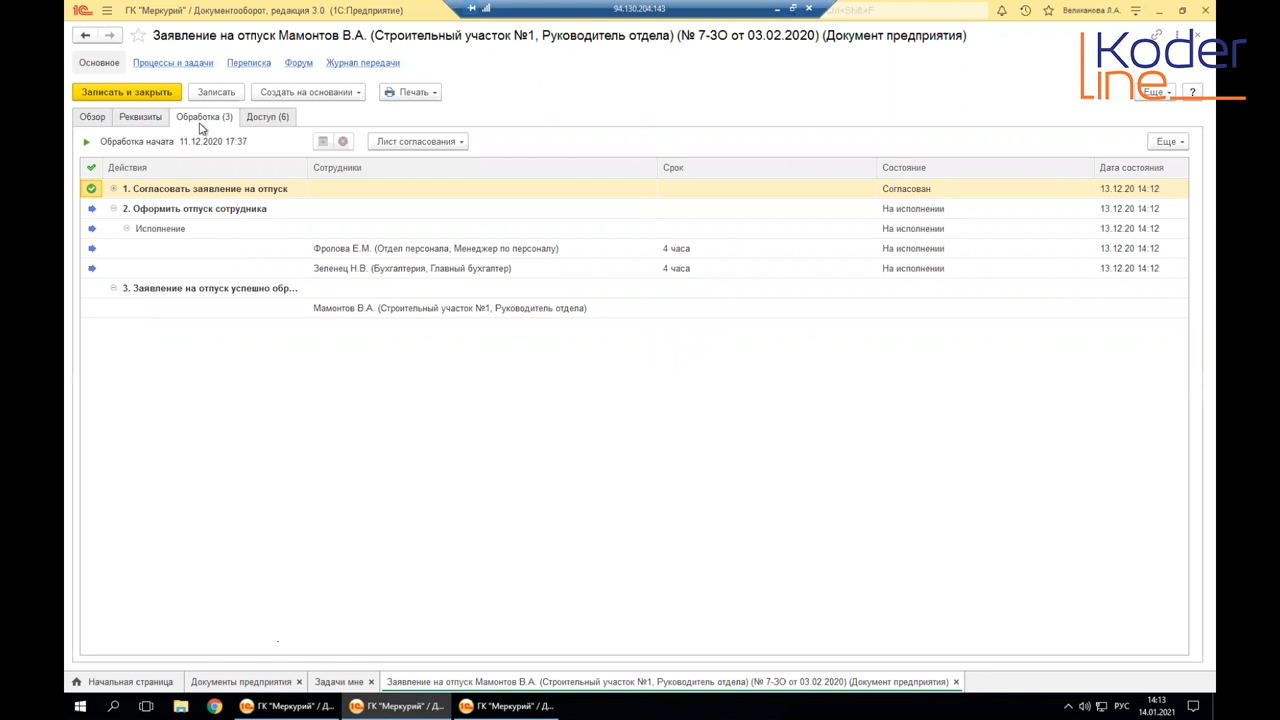 ГК "Меркурий" / Документооборот, редакция 3.0 (1С:Предприятие)
94.130.204.143
Ctrl+Shift+F
Великанова Л.А.
Заявление на отпуск Мамонтов В.А. (Строительный участок №1, Руководитель отдела) (№ 7-ЗО от 03.02.2020) (Документ предприятия)
Koder
line
Основное Процессы и задачи Переписка Форум Журнал передачи
Записать и закрыть Записать Создать на основании Печать Еще ?
Обзор Реквизиты Обработка (3) Доступ (6)
Обработка начата 11.12.2020 17:37 Лист согласования Еще
Действия Сотрудники Срок Состояние Дата состояния
1. Согласовать заявление на отпуск Согласован 13.12.20 14:12
2. Оформить отпуск сотрудника На исполнении 13.12.20 14:12
Исполнение На исполнении 13.12.20 14:12
Фролова Е.М. (Отдел персонала, Менеджер по персоналу) 4 часа На исполнении 13.12.20 14:12
Зеленец Н.В. (Бухгалтерия, Главный бухгалтер) 4 часа На исполнении 13.12.20 14:12
3. Заявление на отпуск успешно обр...
Мамонтов В.А. (Строительный участок №1, Руководитель отдела)
Начальная страница Документы предприятия × Задачи мне × Заявление на отпуск Мамонтов В.А. (Строительный участок №1, Руководитель отдела) (№ 7-ЗО от 03.02.2020) (Документ предприятия) ×
ГК "Меркурий" / Д... ГК "Меркурий" / Д... ГК "Меркурий" / Д... РУС 14:13
14.01.2021